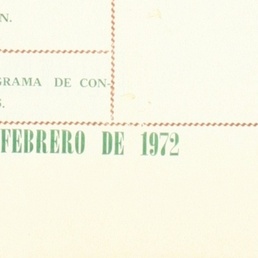 N.
GRAMA DE CON-
S.
FEBRERO DE 1972